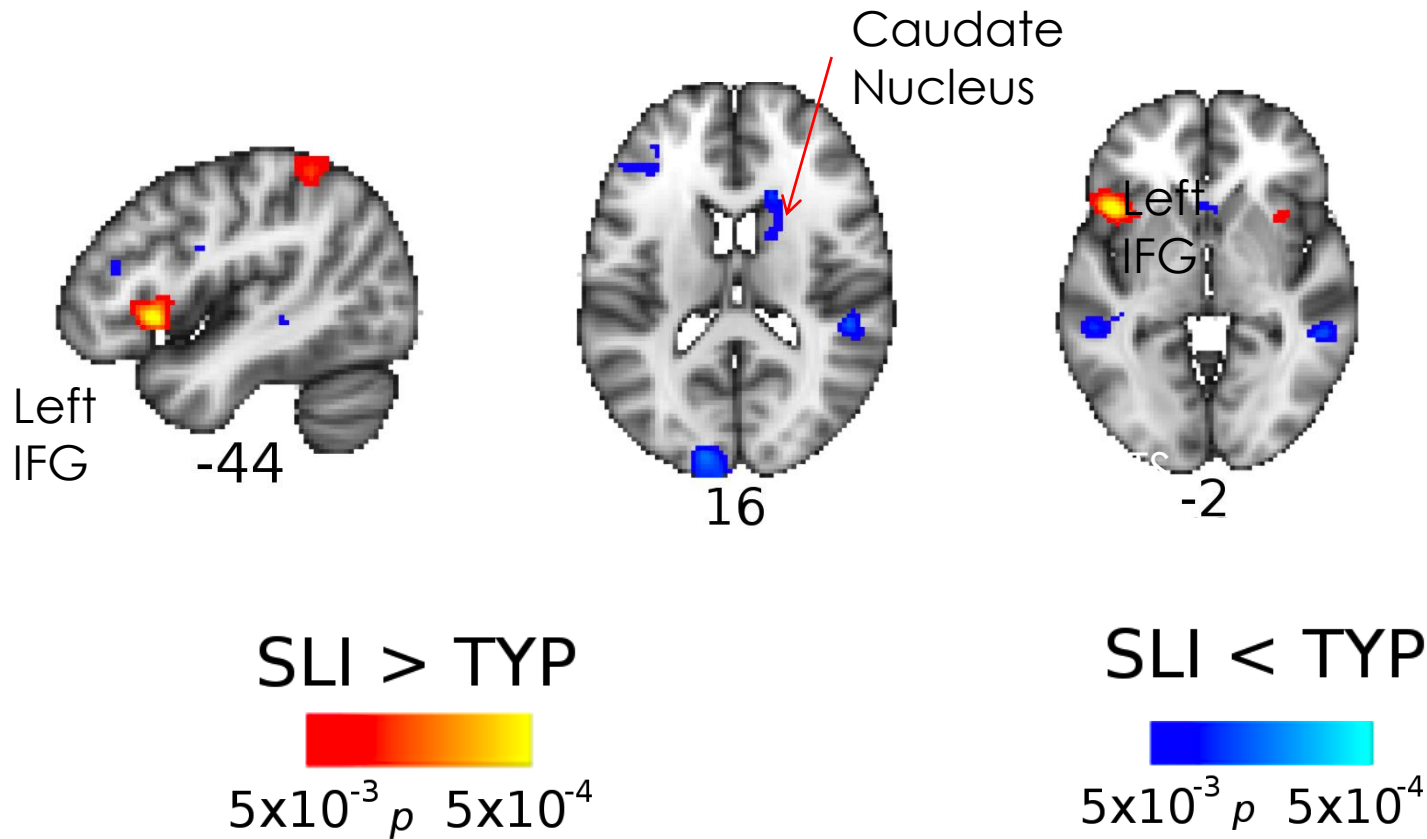 Caudate
Nucleus
Left
IFG
Left
IFG
-44
16
TS
-2
SLI > TYP
5x10⁻³ p 5x10⁻⁴
SLI < TYP
5x10⁻³ p 5x10⁻⁴